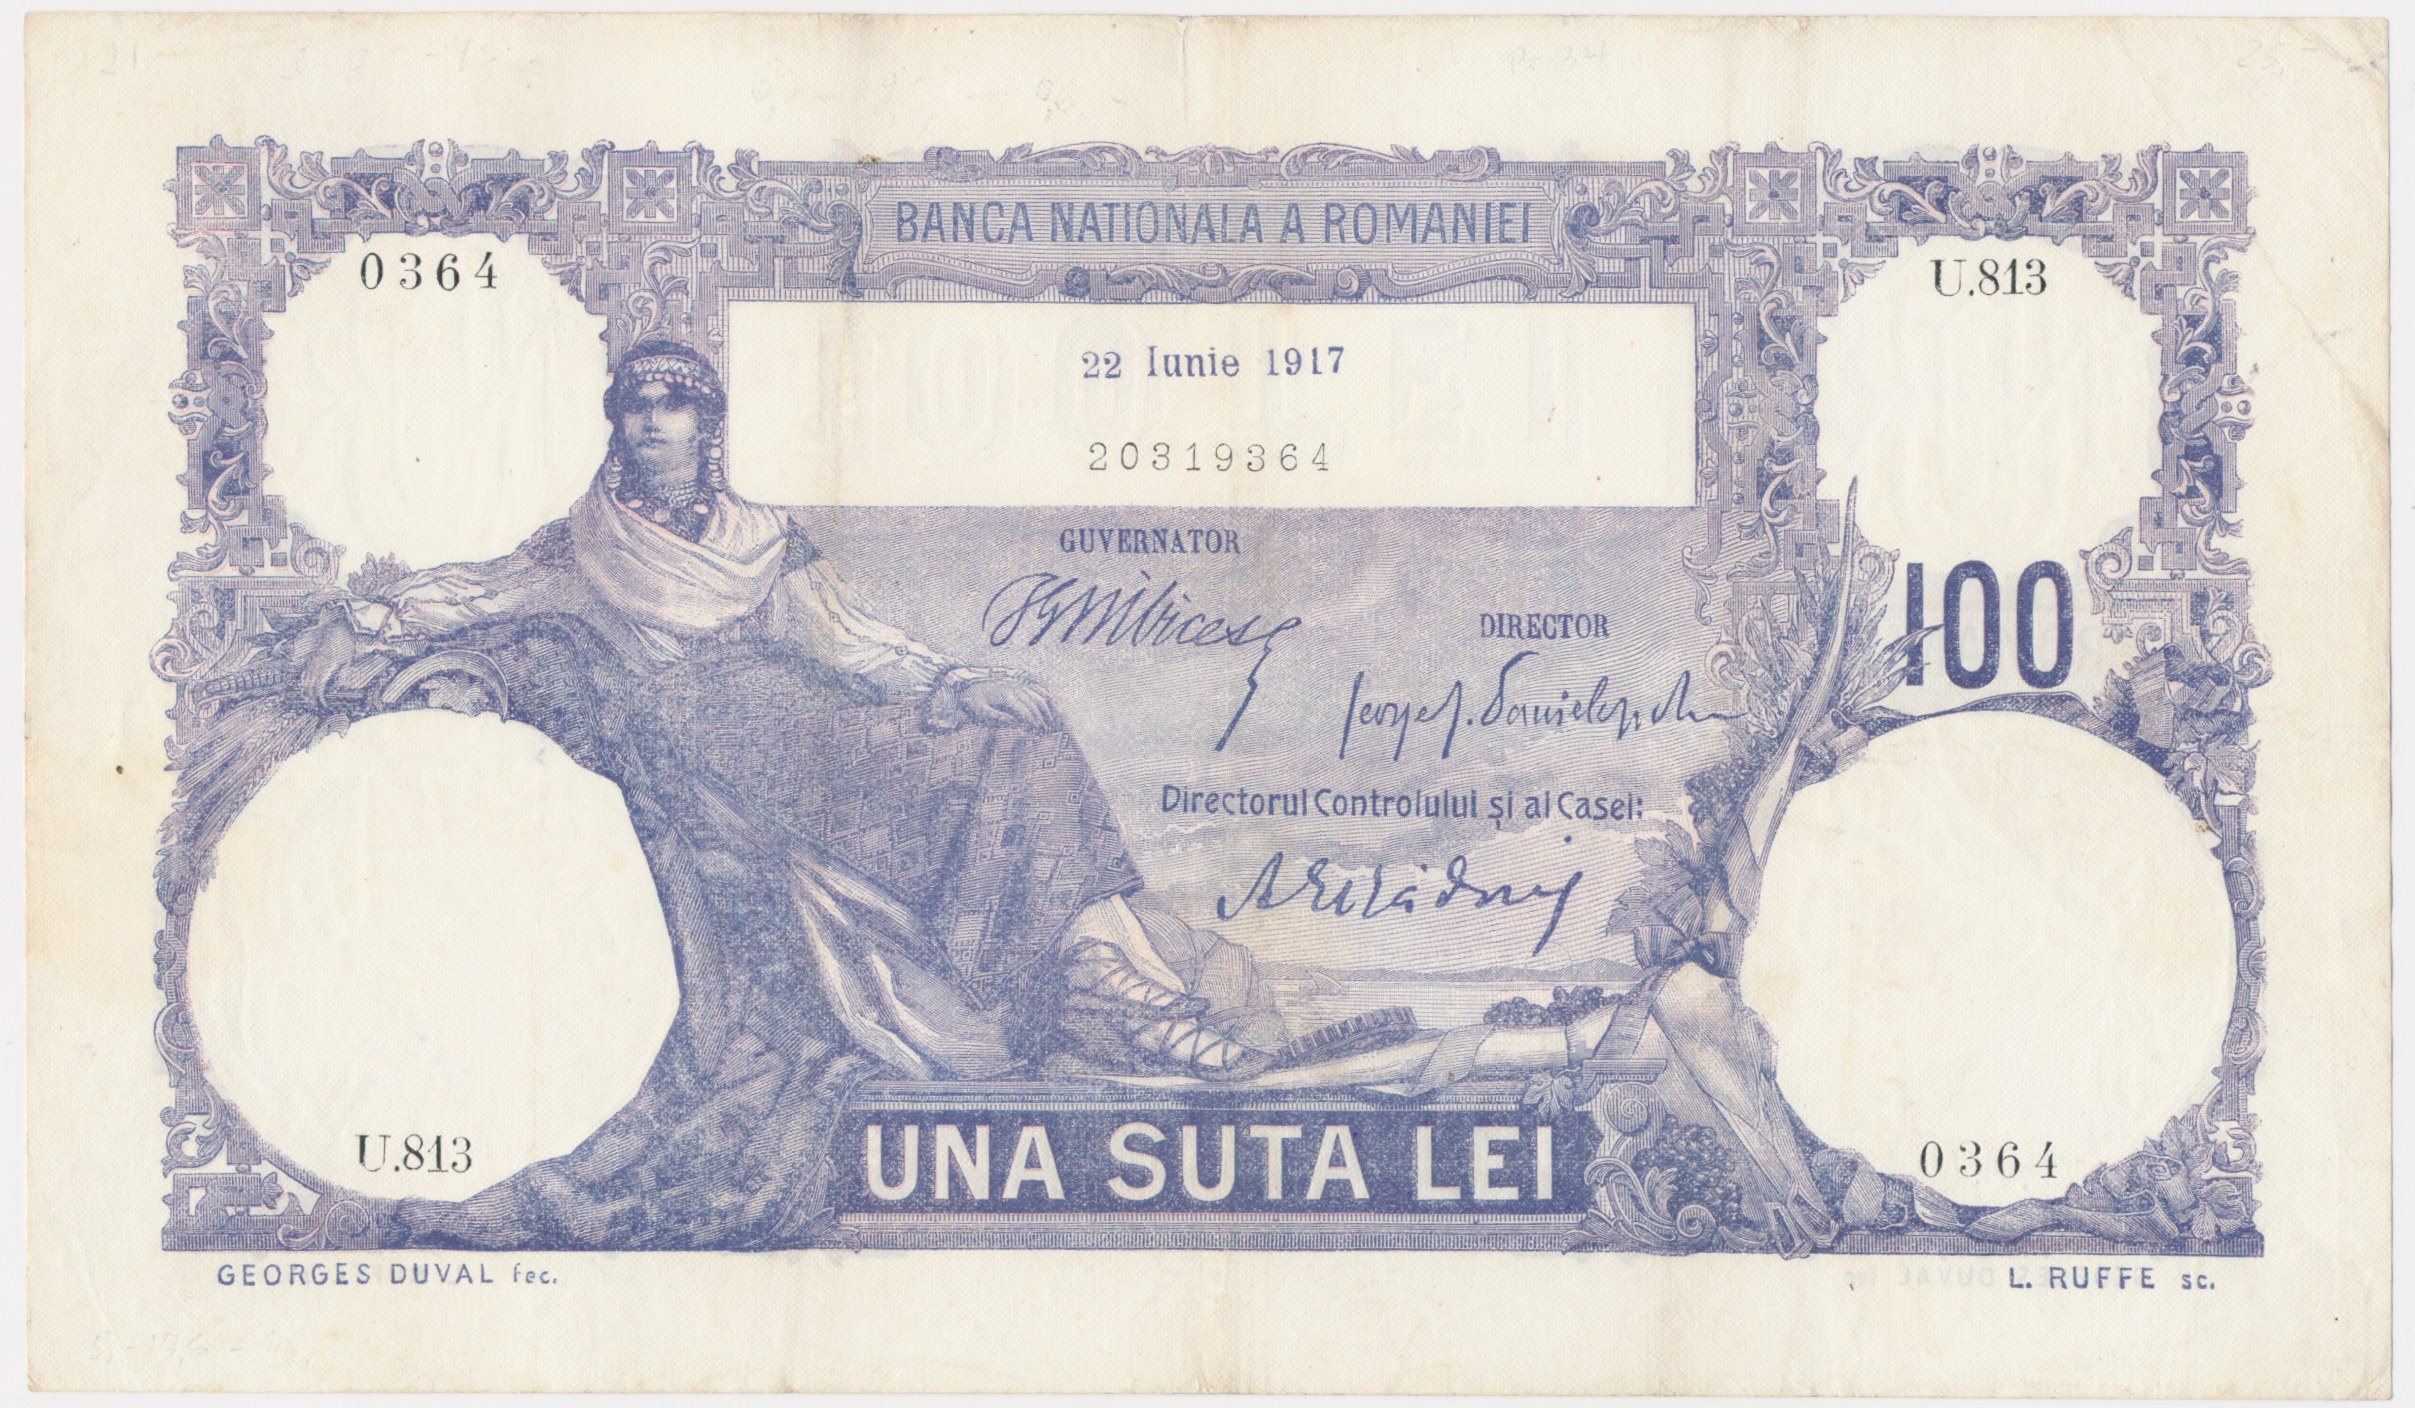 BANCA NATIONALA A ROMANIEI
0364
U.813
22 Iunie 1917
20319364
GUVERNATOR
DIRECTOR
100
Directorul Controlului și al Casei:
UNA SUTA LEI
U.813
0364
GEORGES DUVAL fec.
L. RUFFE sc.